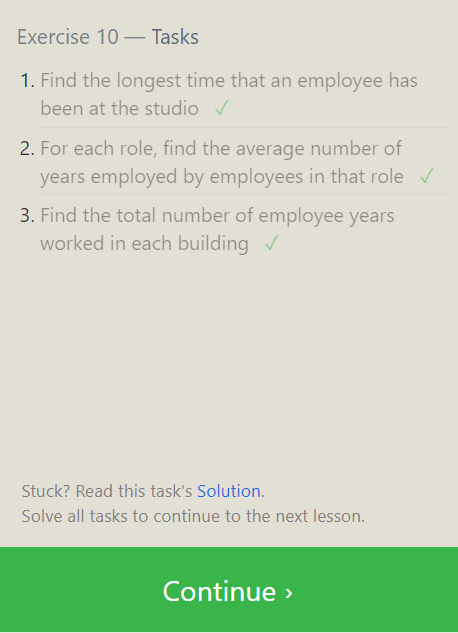 Exercise 10 — Tasks
1. Find the longest time that an employee has
been at the studio ✓
2. For each role, find the average number of
years employed by employees in that role ✓
3. Find the total number of employee years
worked in each building ✓
Stuck? Read this task's Solution.
Solve all tasks to continue to the next lesson.
Continue ›